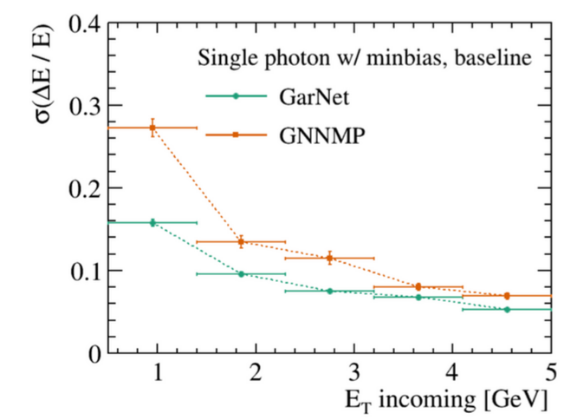 0.4
0.3
0.2
0.1
0
σ(ΔE / E)
Single photon w/ minbias, baseline
GarNet
GNNMP
1 2 3 4 5
E_T incoming [GeV]